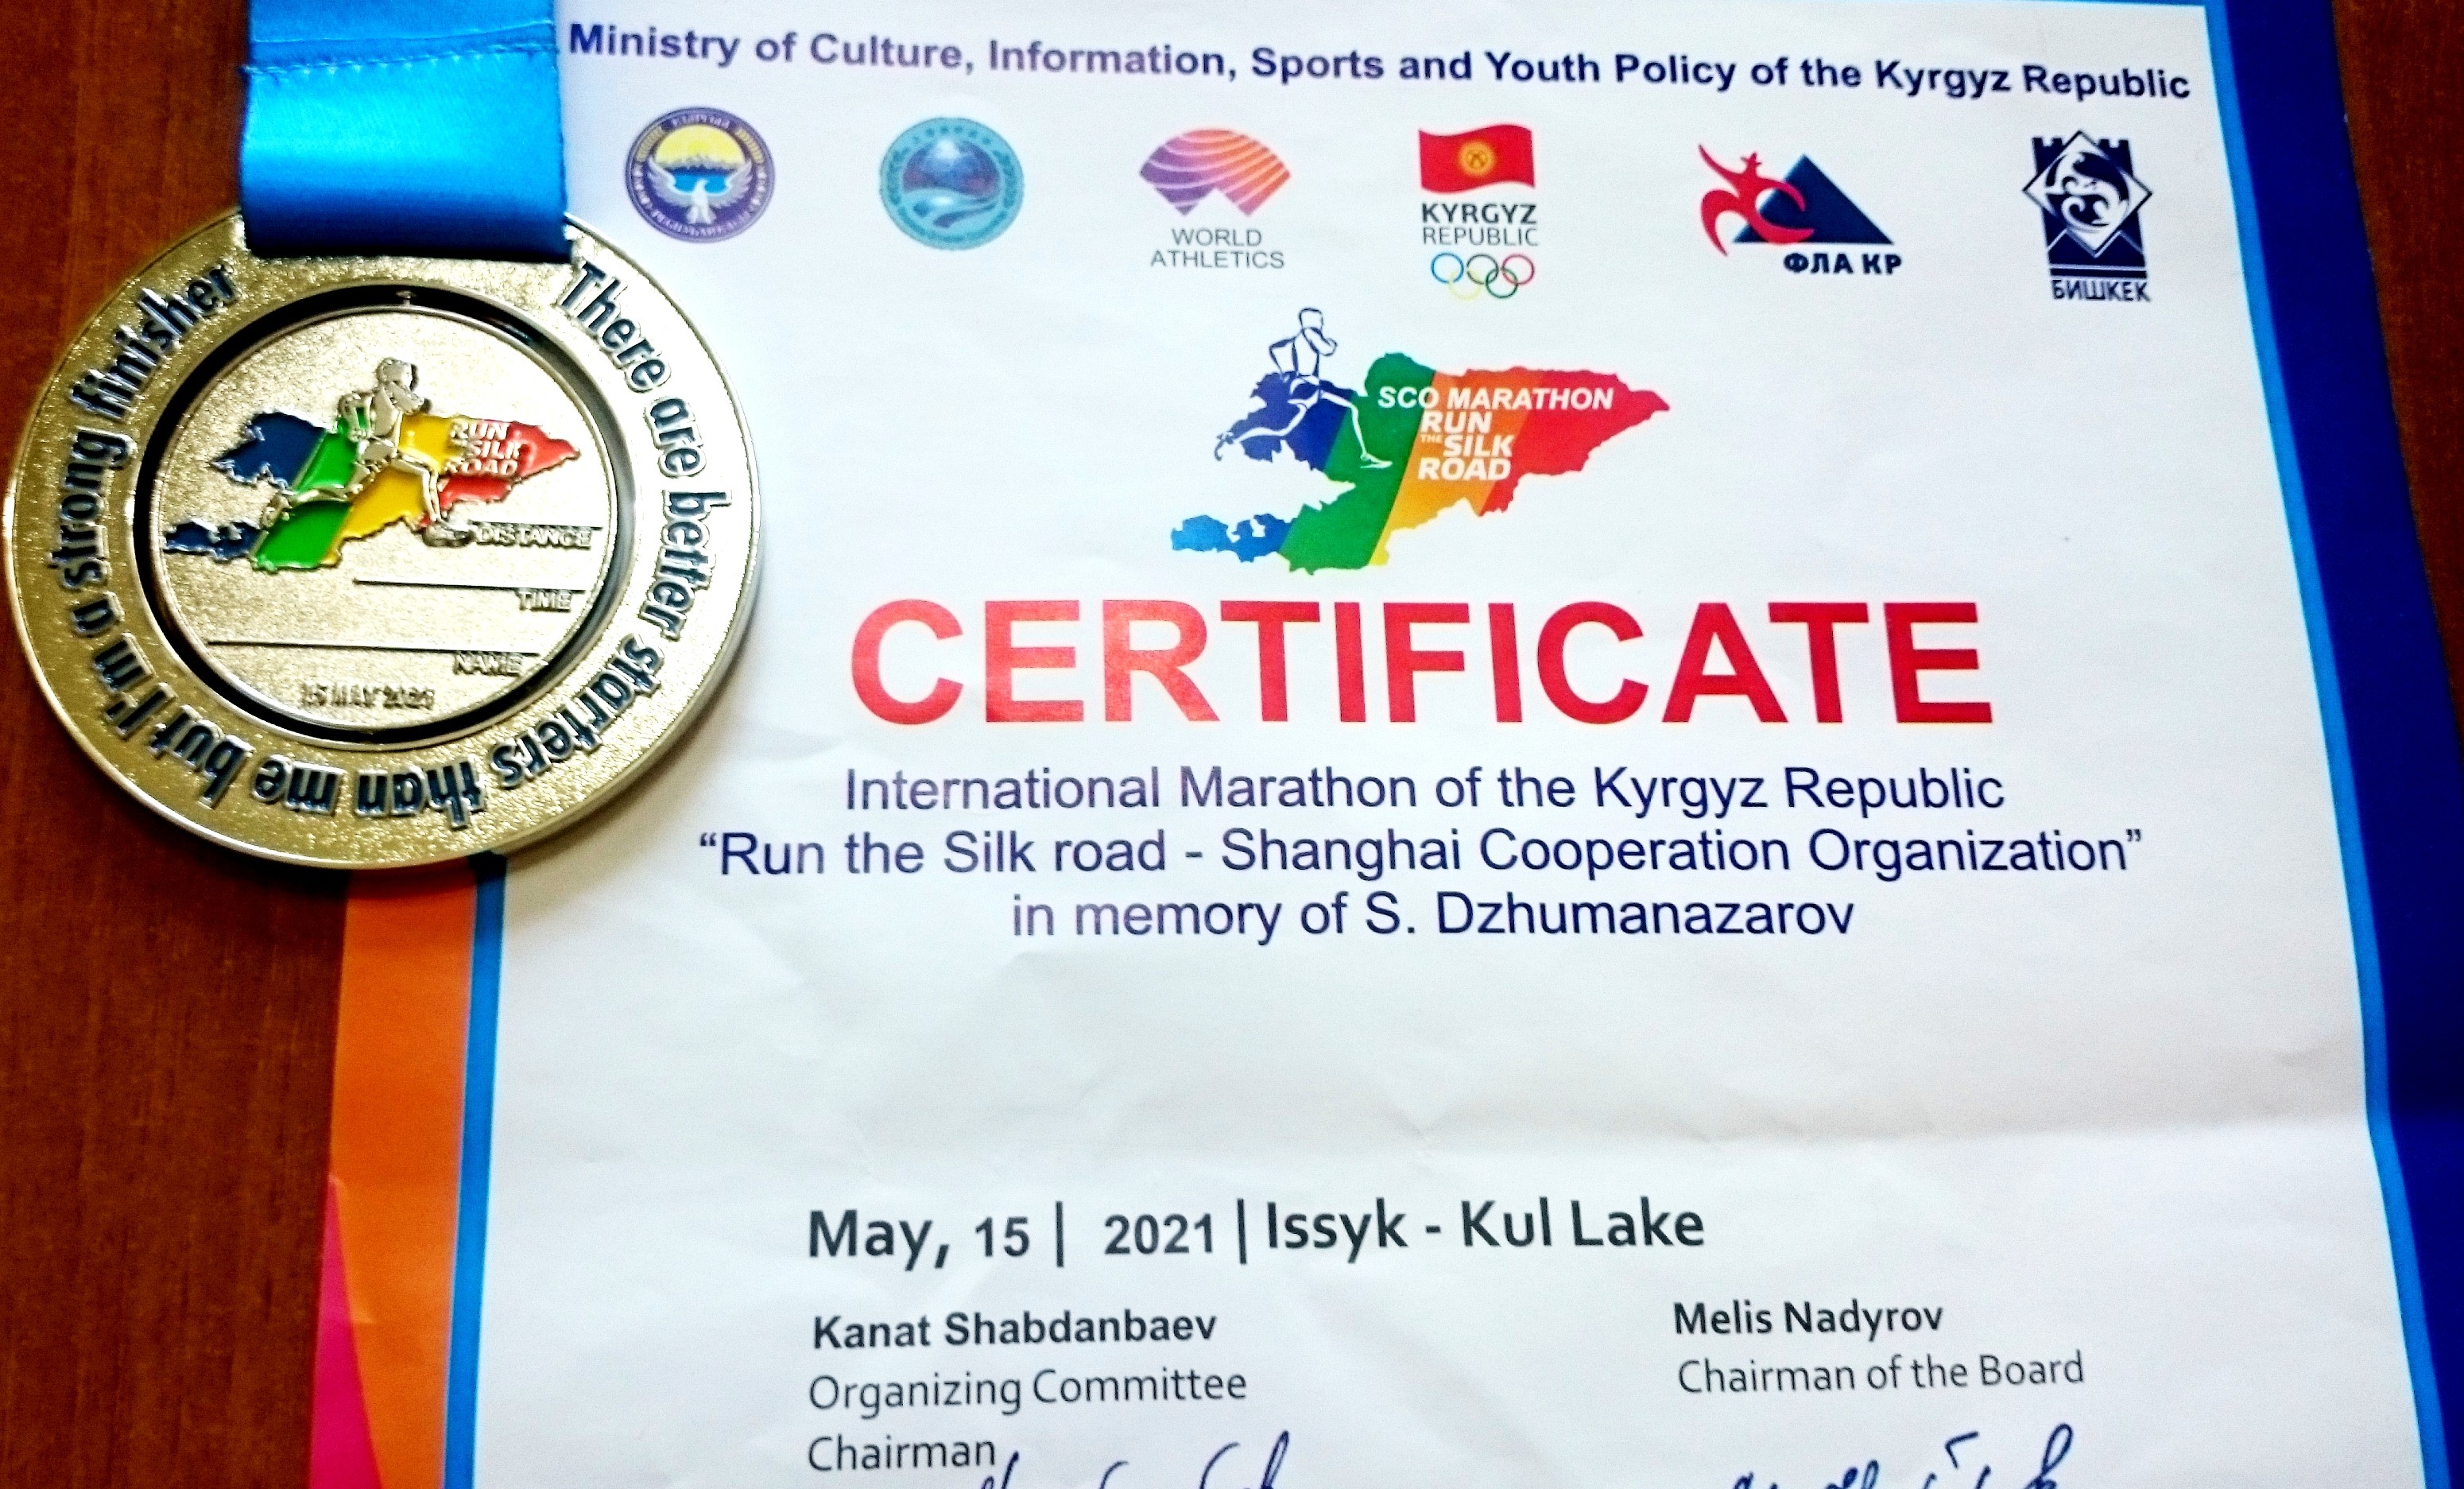 Ministry of Culture, Information, Sports and Youth Policy of the Kyrgyz Republic
WORLD
ATHLETICS
KYRGYZ
REPUBLIC
ФЛА КР
БИШКЕК
SCO MARATHON
RUN
THE SILK
ROAD
CERTIFICATE
International Marathon of the Kyrgyz Republic
“Run the Silk road - Shanghai Cooperation Organization”
in memory of S. Dzhumanazarov
May, 15 | 2021 | Issyk - Kul Lake
Kanat Shabdanbaev
Organizing Committee
Chairman
Melis Nadyrov
Chairman of the Board
There are better starters than me but I'm a strong finisher
RUN
SILK
ROAD
DISTANCE
TIME
NAME
MAY